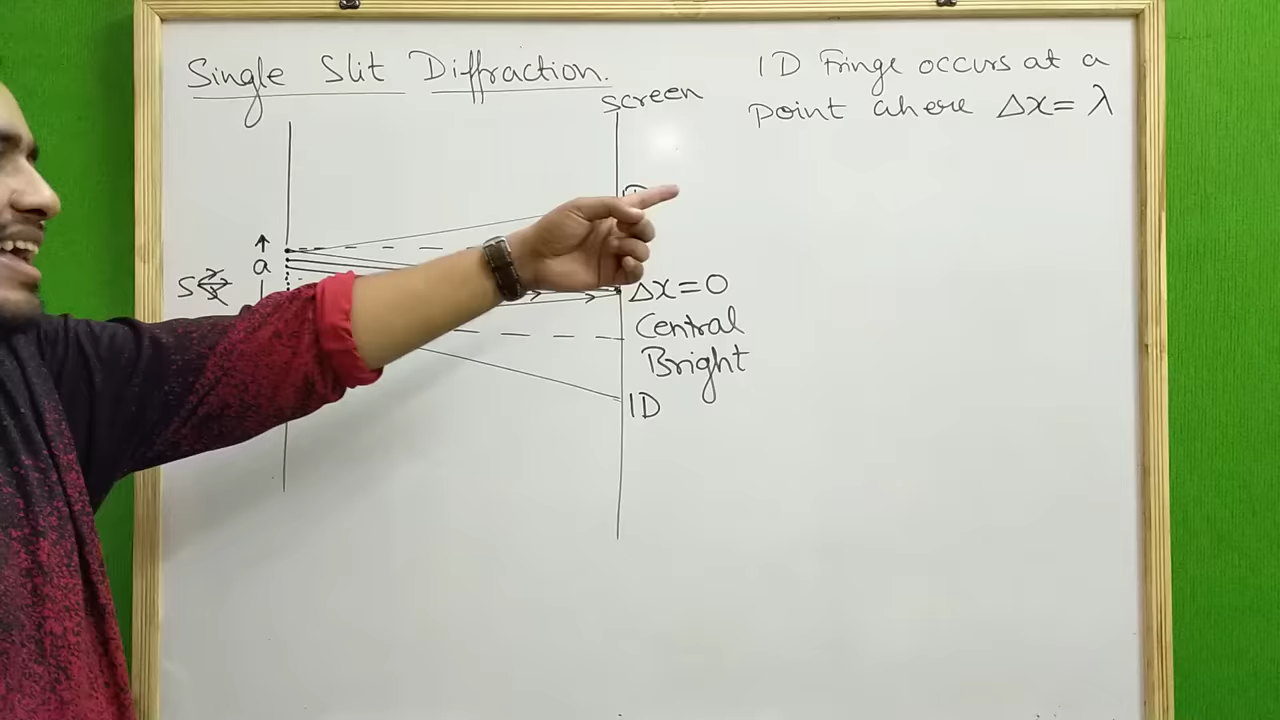 Single Slit Diffraction.
screen
1D Fringe occurs at a
point where Δx= λ
a
S
Δx=0
Central
Bright
1D